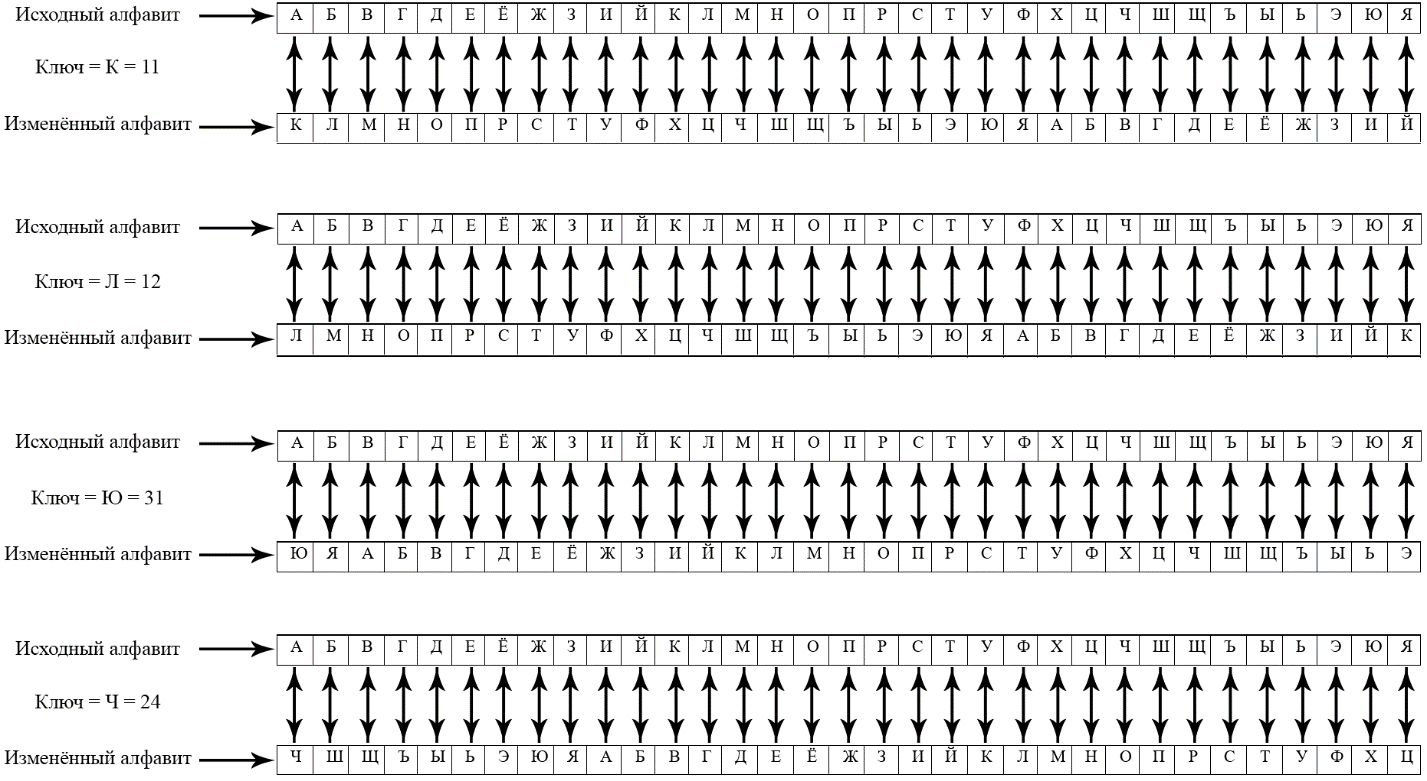 Исходный алфавит А Б В Г Д Е Ё Ж З И Й К Л М Н О П Р С Т У Ф Х Ц Ч Ш Щ Ъ Ы Ь Э Ю Я
Ключ = К = 11
Изменённый алфавит К Л М Н О П Р С Т У Ф Х Ц Ч Ш Щ Ъ Ы Ь Э Ю Я А Б В Г Д Е Ё Ж З И Й
Исходный алфавит А Б В Г Д Е Ё Ж З И Й К Л М Н О П Р С Т У Ф Х Ц Ч Ш Щ Ъ Ы Ь Э Ю Я
Ключ = Л = 12
Изменённый алфавит Л М Н О П Р С Т У Ф Х Ц Ч Ш Щ Ъ Ы Ь Э Ю Я А Б В Г Д Е Ё Ж З И Й К
Исходный алфавит А Б В Г Д Е Ё Ж З И Й К Л М Н О П Р С Т У Ф Х Ц Ч Ш Щ Ъ Ы Ь Э Ю Я
Ключ = Ю = 31
Изменённый алфавит Ю Я А Б В Г Д Е Ё Ж З И Й К Л М Н О П Р С Т У Ф Х Ц Ч Ш Щ Ъ Ы Ь Э
Исходный алфавит А Б В Г Д Е Ё Ж З И Й К Л М Н О П Р С Т У Ф Х Ц Ч Ш Щ Ъ Ы Ь Э Ю Я
Ключ = Ч = 24
Изменённый алфавит Ч Ш Щ Ъ Ы Ь Э Ю Я А Б В Г Д Е Ё Ж З И Й К Л М Н О П Р С Т У Ф Х Ц